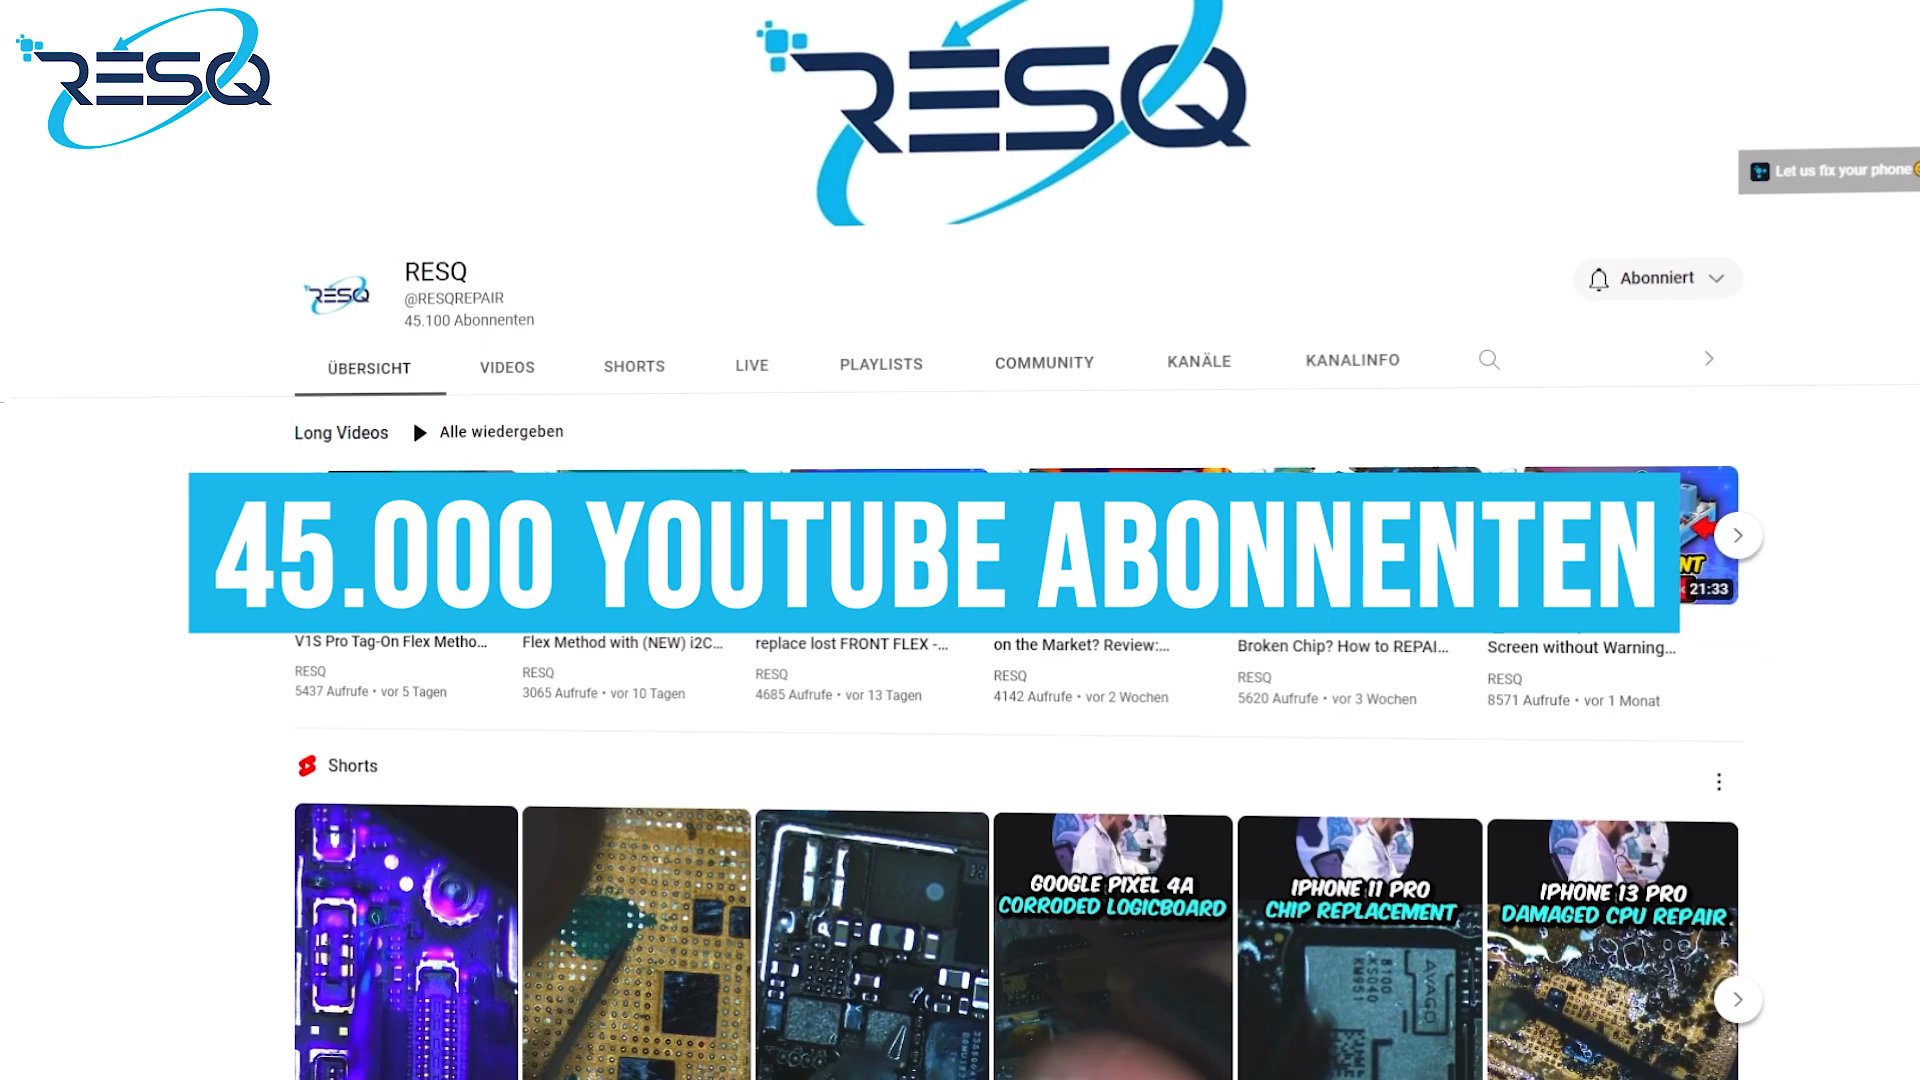 RESQ
RESQ
Let us fix your phone
RESQ
RESQ
@RESQREPAIR
45.100 Abonnenten
Abonniert
ÜBERSICHT VIDEOS SHORTS LIVE PLAYLISTS COMMUNITY KANÄLE KANALINFO
Long Videos Alle wiedergeben
45.000 YOUTUBE ABONNENTEN
NT
21:33
V1S Pro Tag-On Flex Metho...
RESQ
5437 Aufrufe • vor 5 Tagen
Flex Method with (NEW) i2C...
RESQ
3065 Aufrufe • vor 10 Tagen
replace lost FRONT FLEX -...
RESQ
4685 Aufrufe • vor 13 Tagen
on the Market? Review:...
RESQ
4142 Aufrufe • vor 2 Wochen
Broken Chip? How to REPAI...
RESQ
5620 Aufrufe • vor 3 Wochen
Screen without Warning...
RESQ
8571 Aufrufe • vor 1 Monat
Shorts
GOOGLE PIXEL 4A
CORRODED LOGICBOARD
IPHONE 11 PRO
CHIP REPLACEMENT
AVAGO
8100
KM951
IPHONE 13 PRO
DAMAGED CPU REPAIR